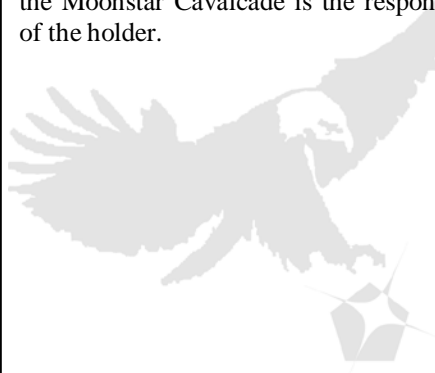 the Moonstar Cavalcade is the respon
of the holder.